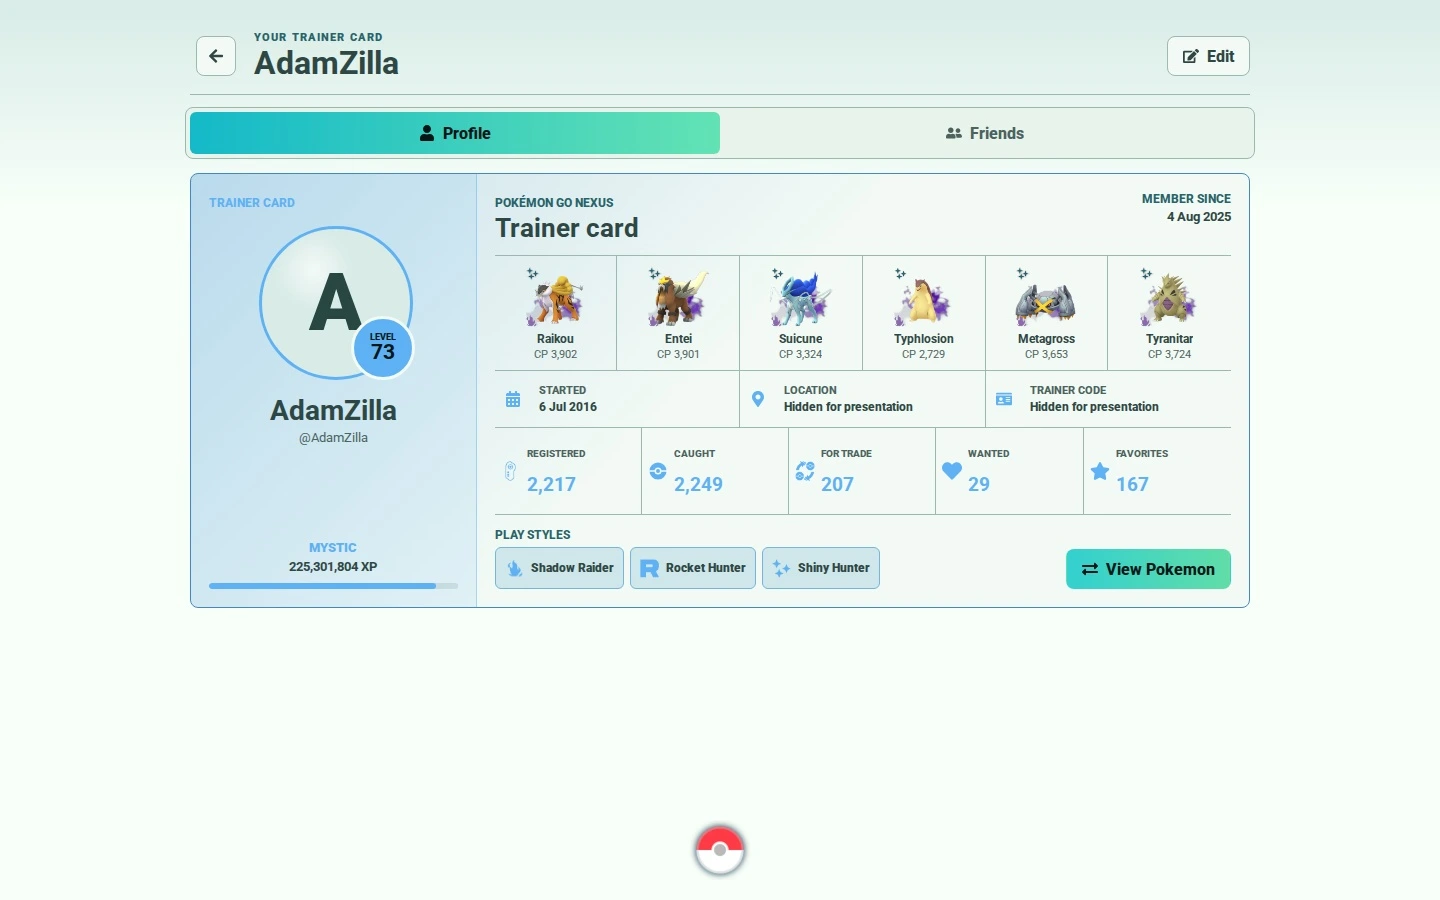 YOUR TRAINER CARD
AdamZilla
Edit
Profile
Friends
TRAINER CARD
A
LEVEL
73
AdamZilla
@AdamZilla
MYSTIC
225,301,804 XP
POKÉMON GO NEXUS
Trainer card
MEMBER SINCE
4 Aug 2025
Raikou
CP 3,902
Entei
CP 3,901
Suicune
CP 3,324
Typhlosion
CP 2,729
Metagross
CP 3,653
Tyranitar
CP 3,724
STARTED
6 Jul 2016
LOCATION
Hidden for presentation
TRAINER CODE
Hidden for presentation
REGISTERED
2,217
CAUGHT
2,249
FOR TRADE
207
WANTED
29
FAVORITES
167
PLAY STYLES
Shadow Raider
R
Rocket Hunter
Shiny Hunter
View Pokemon